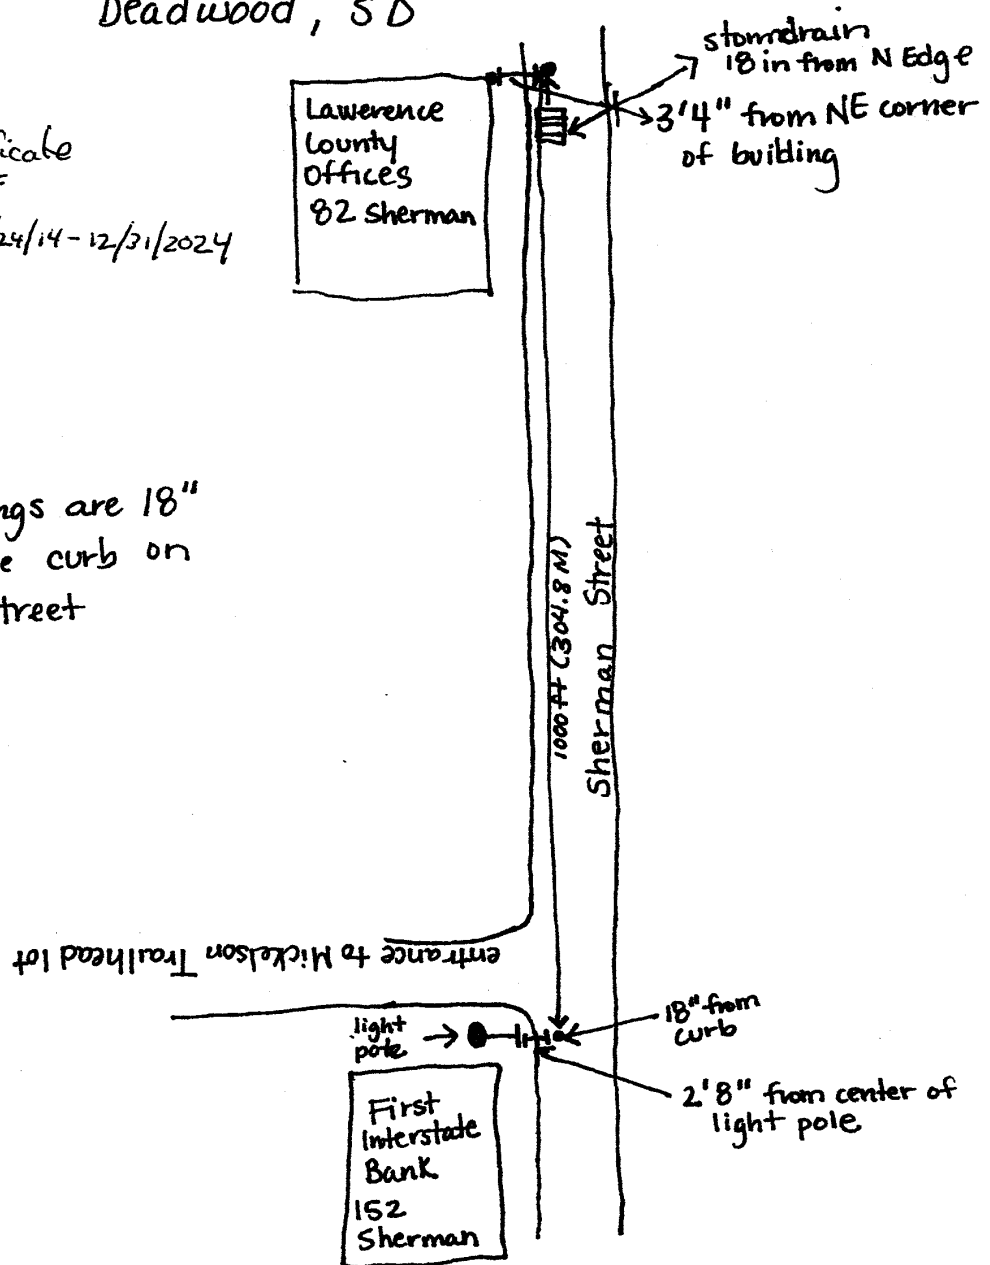 Deadwood, SD
stormdrain
18 in from N Edge
3'4" from NE corner
of building
Lawerence
County
Offices
82 Sherman
24/14 - 12/31/2024
are 18"
curb on
1000 ft (304.8 M)
Sherman Street
entrance to Mickelson Trailhead lot
light
pole
18" from
curb
2'8" from center of
light pole
First
Interstate
Bank
152
Sherman